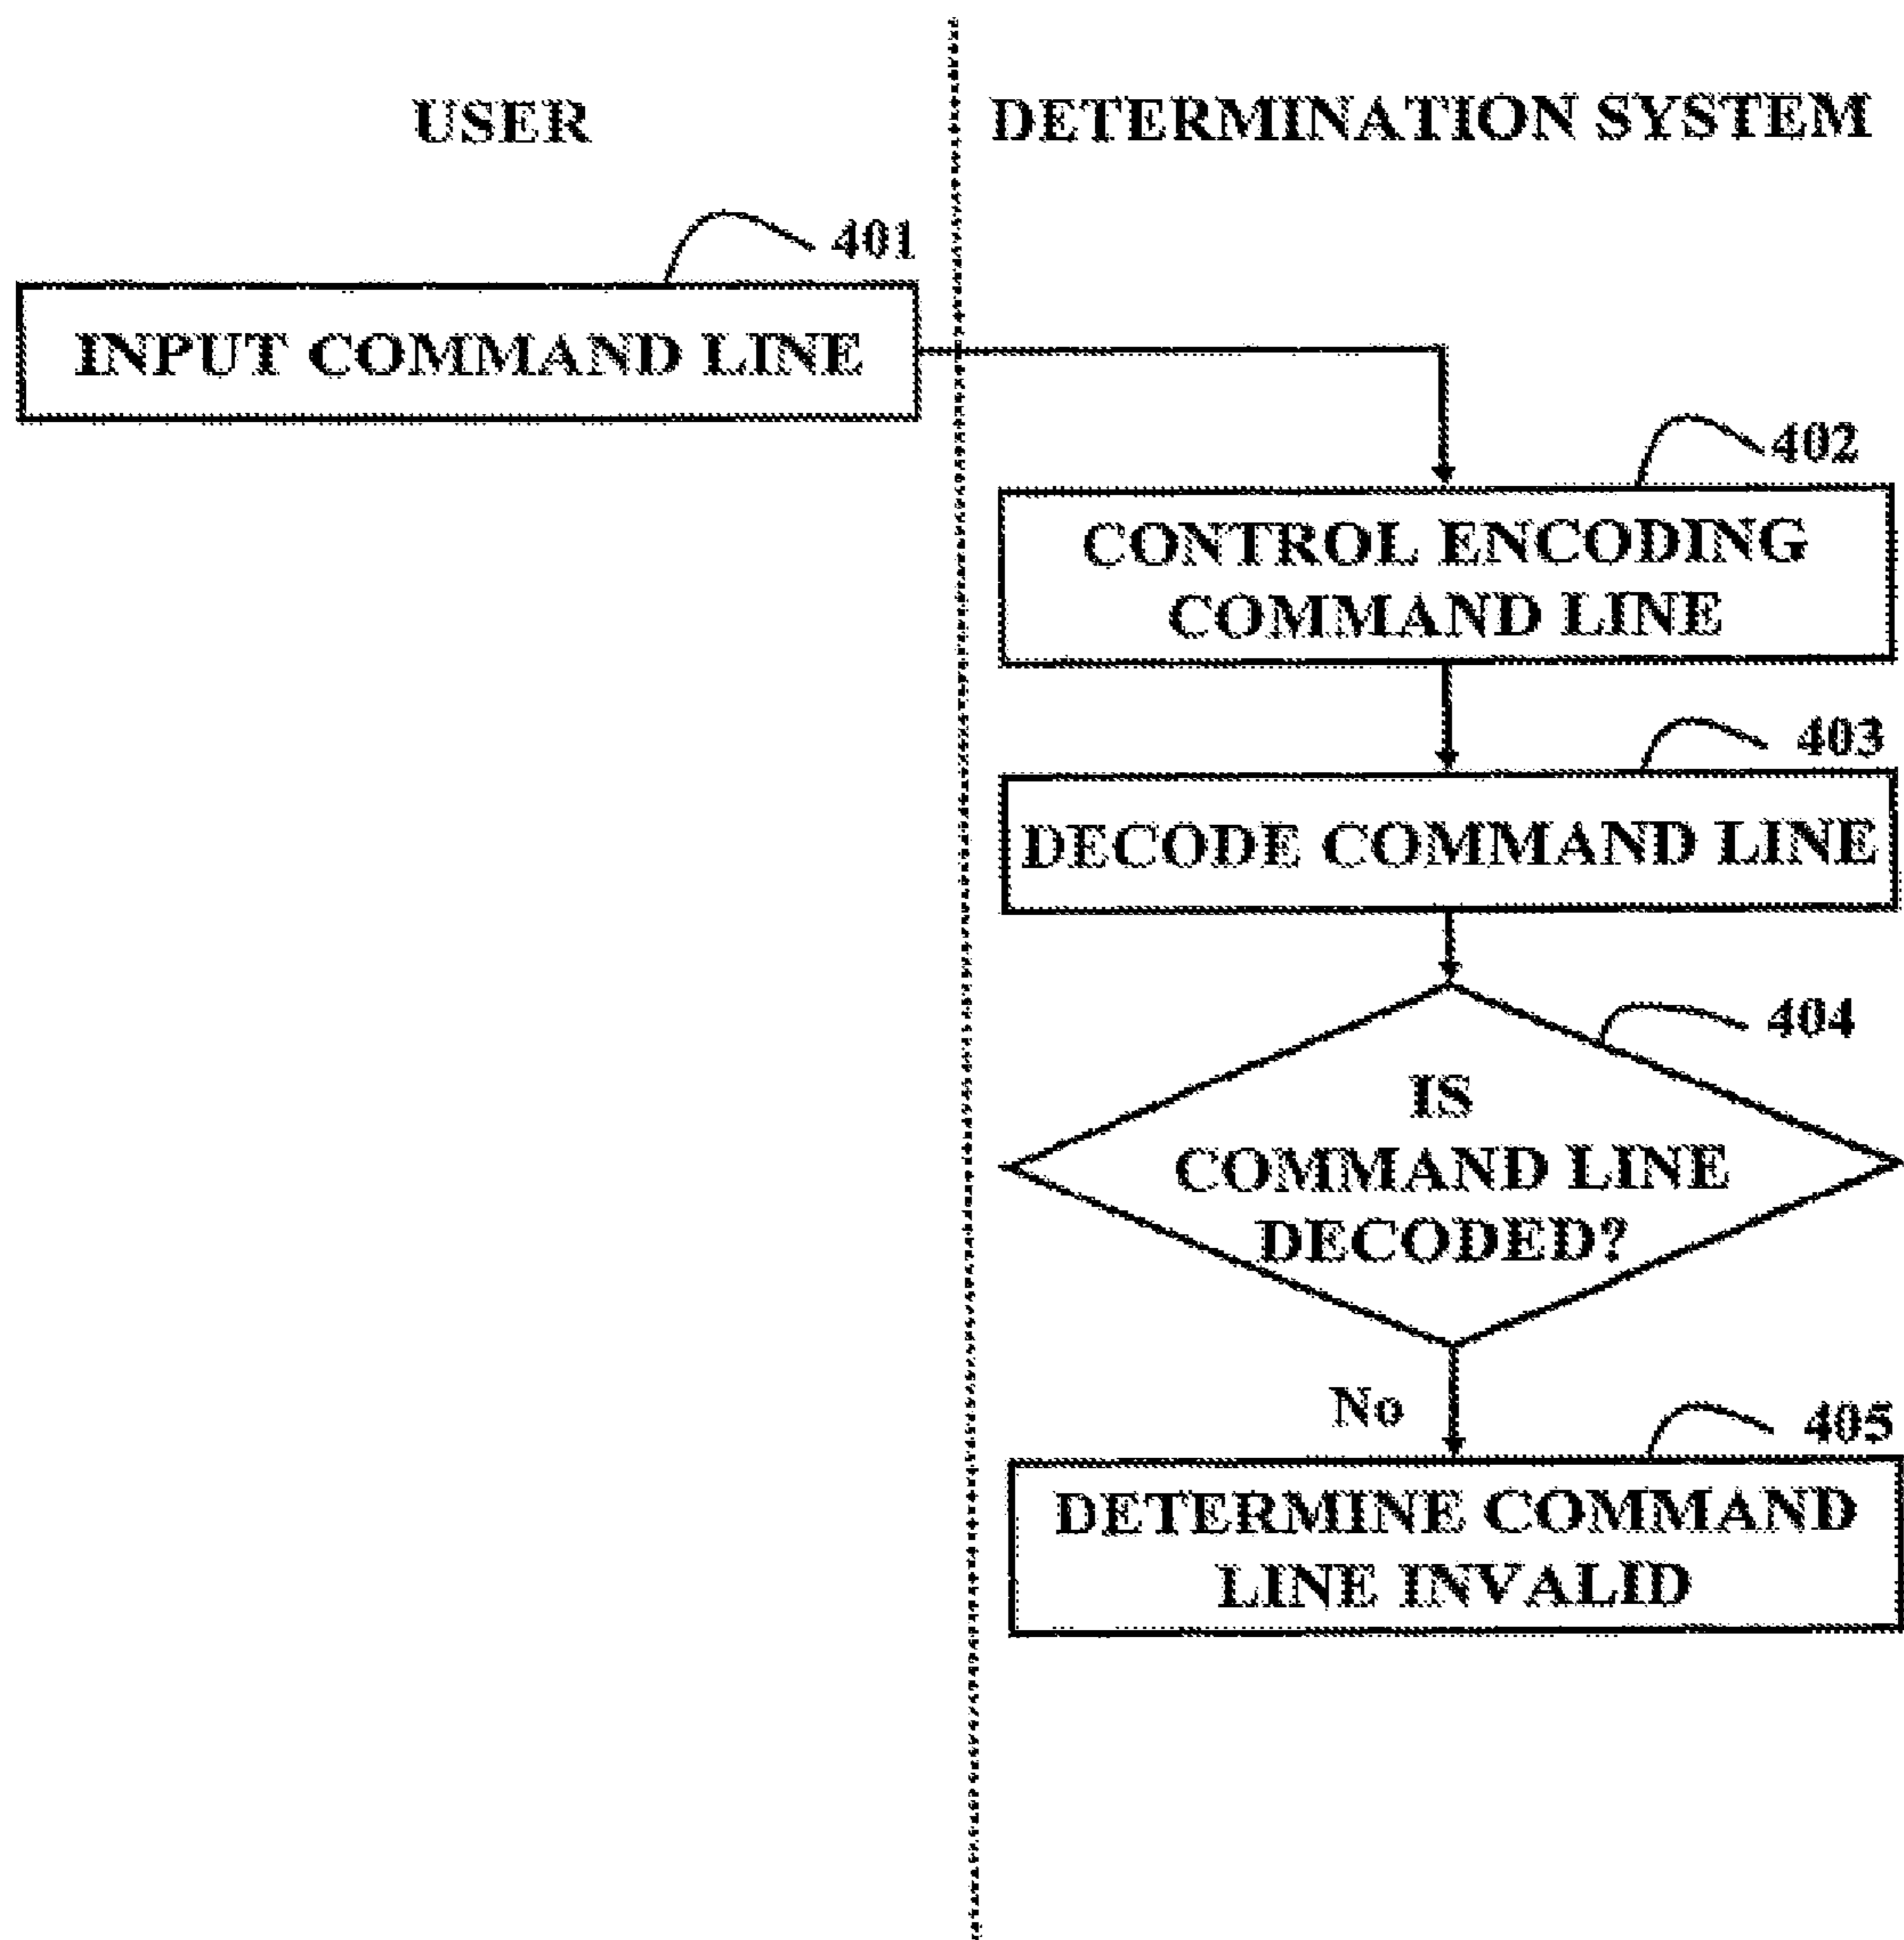 USER
DETERMINATION SYSTEM
401
INPUT COMMAND LINE
402
CONTROL ENCODING
COMMAND LINE
403
DECODE COMMAND LINE
404
IS
COMMAND LINE
DECODED?
No
405
DETERMINE COMMAND
LINE INVALID